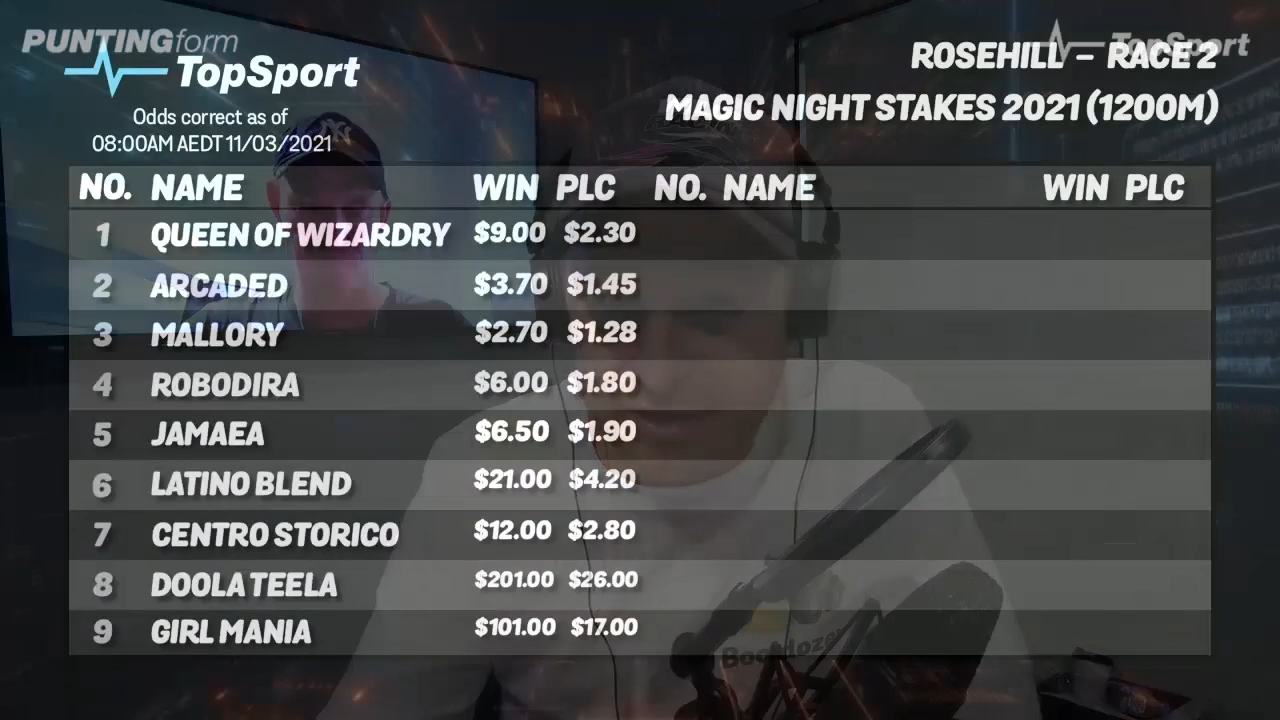 PUNTINGform
TopSport
TopSport
Odds correct as of
08:00AM AEDT 11/03/2021
ROSEHILL – RACE 2
MAGIC NIGHT STAKES 2021 (1200M)
NO. NAME WIN PLC NO. NAME WIN PLC
1 QUEEN OF WIZARDRY $9.00 $2.30
2 ARCADED $3.70 $1.45
3 MALLORY $2.70 $1.28
4 ROBODIRA $6.00 $1.80
5 JAMAEA $6.50 $1.90
6 LATINO BLEND $21.00 $4.20
7 CENTRO STORICO $12.00 $2.80
8 DOOLA TEELA $201.00 $26.00
9 GIRL MANIA $101.00 $17.00